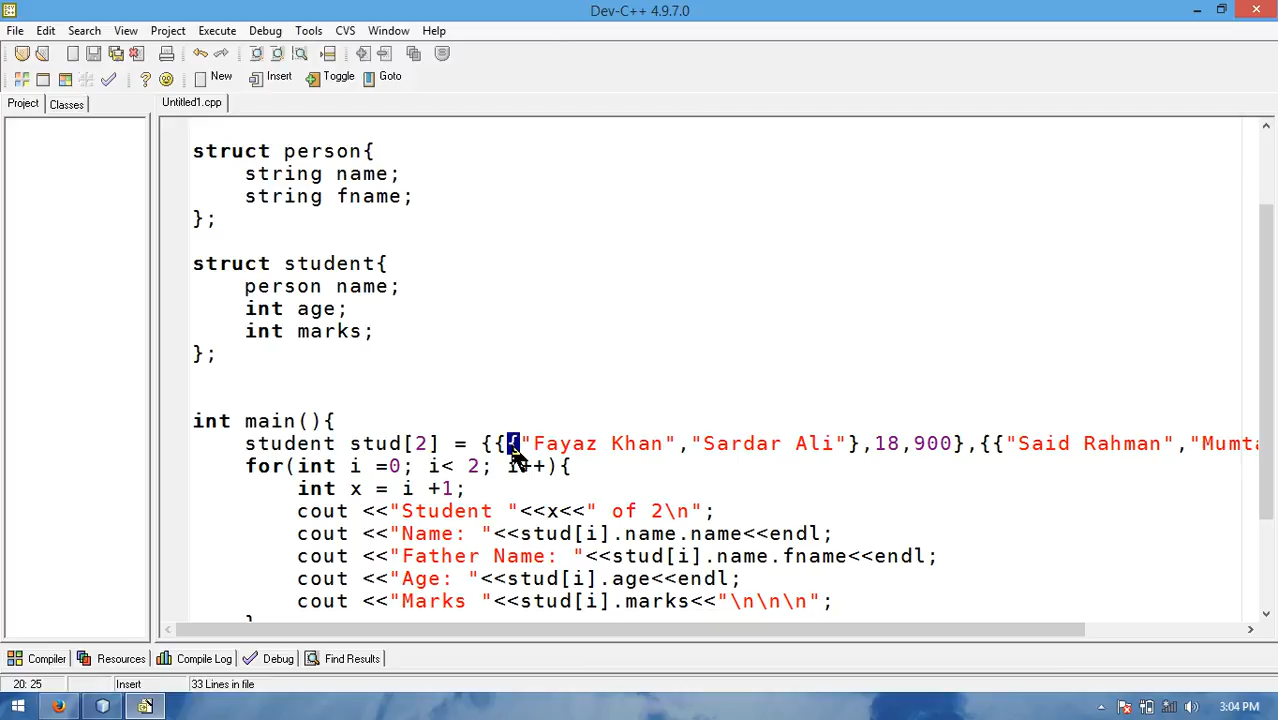 Dev-C++ 4.9.7.0
File Edit Search View Project Execute Debug Tools CVS Window Help
New Insert Toggle Goto
Project Classes Untitled1.cpp
struct person{
string name;
string fname;
};
struct student{
person name;
int age;
int marks;
};
int main(){
student stud[2] = {{{"Fayaz Khan","Sardar Ali"},18,900},{{"Said Rahman","Mumta
for(int i =0; i< 2; i++){
int x = i +1;
cout <<"Student "<<x<<" of 2\n";
cout <<"Name: "<<stud[i].name.name<<endl;
cout <<"Father Name: "<<stud[i].name.fname<<endl;
cout <<"Age: "<<stud[i].age<<endl;
cout <<"Marks "<<stud[i].marks<<"\n\n\n";
}
Compiler Resources Compile Log Debug Find Results
20: 25 Insert 33 Lines in file
3:04 PM